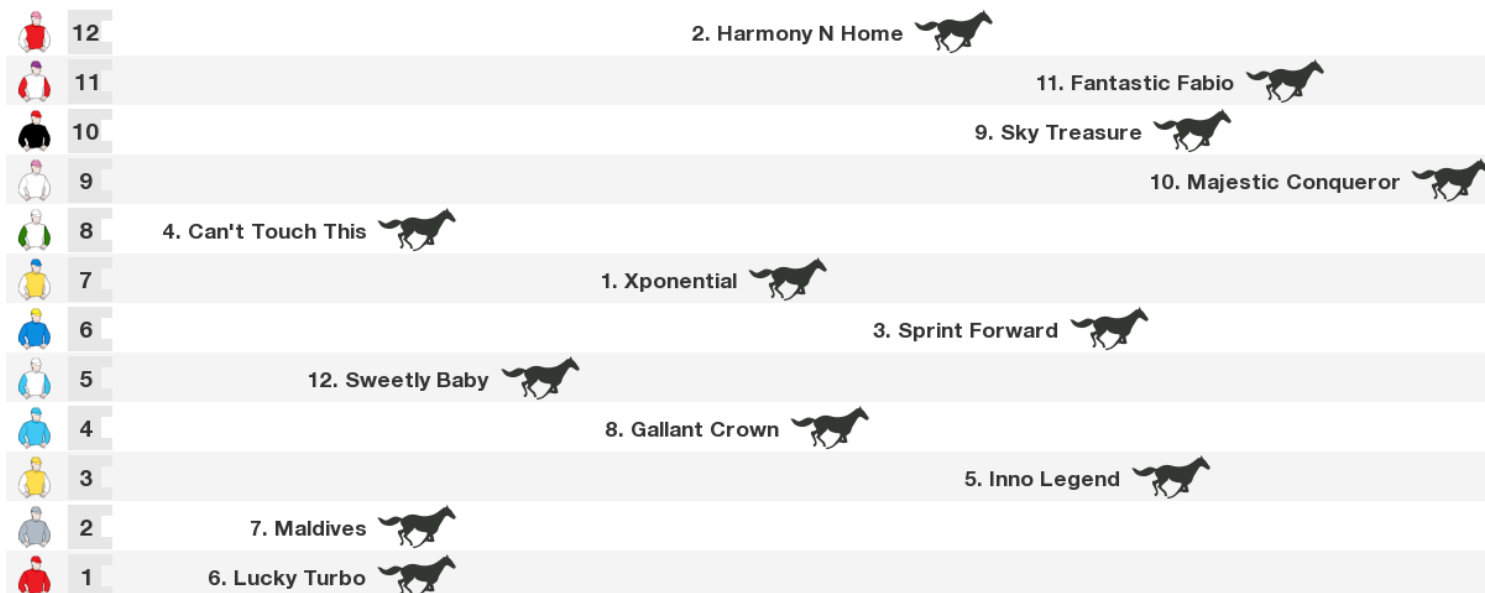 12 2. Harmony N Home
11 11. Fantastic Fabio
10 9. Sky Treasure
9 10. Majestic Conqueror
8 4. Can't Touch This
7 1. Xponential
6 3. Sprint Forward
5 12. Sweetly Baby
4 8. Gallant Crown
3 5. Inno Legend
2 7. Maldives
1 6. Lucky Turbo